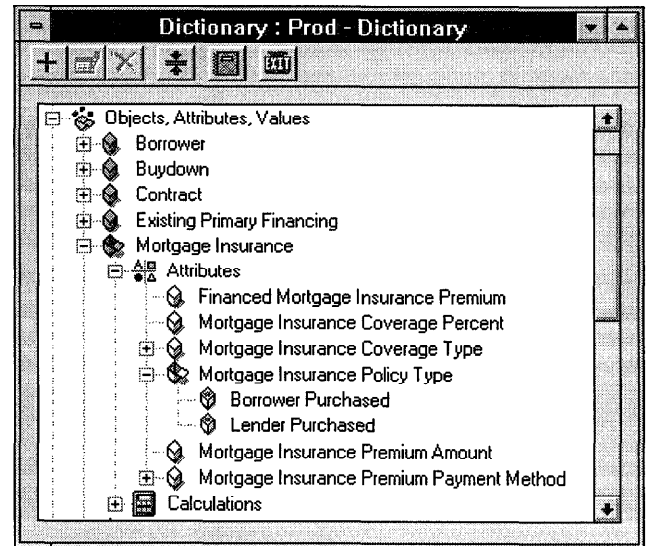 Dictionary : Prod - Dictionary
EXIT
Objects, Attributes, Values
Borrower
Buydown
Contract
Existing Primary Financing
Mortgage Insurance
Attributes
Financed Mortgage Insurance Premium
Mortgage Insurance Coverage Percent
Mortgage Insurance Coverage Type
Mortgage Insurance Policy Type
Borrower Purchased
Lender Purchased
Mortgage Insurance Premium Amount
Mortgage Insurance Premium Payment Method
Calculations